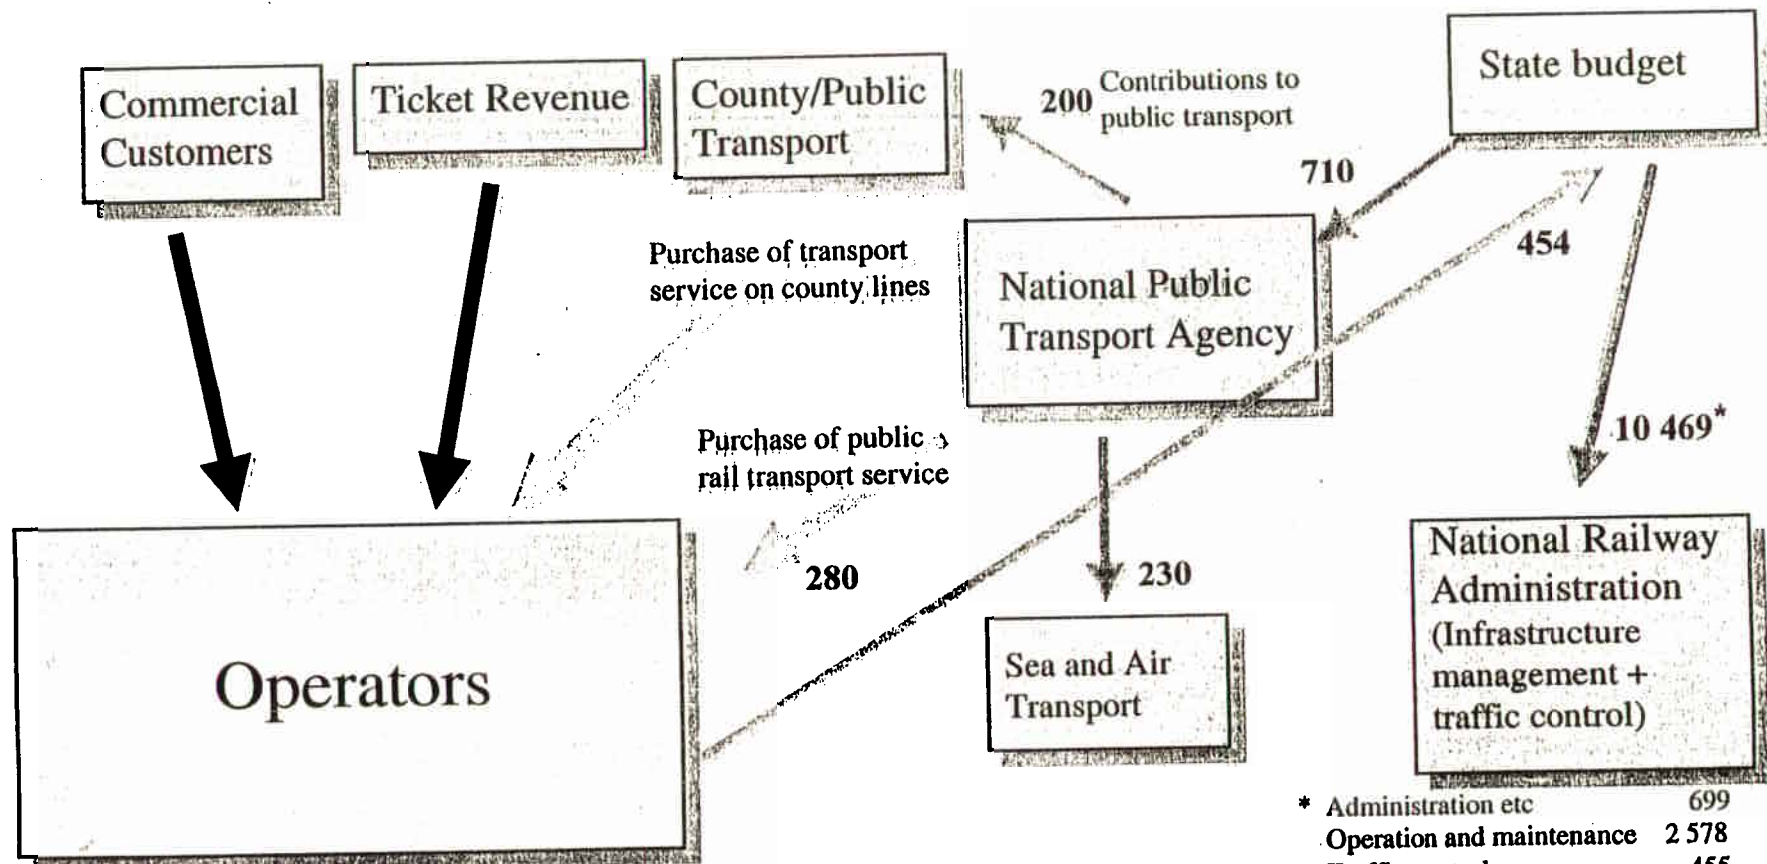 Commercial
Customers
Ticket Revenue
County/Public
Transport
200 Contributions to
public transport
State budget
710
454
Purchase of transport
service on county lines
National Public
Transport Agency
Purchase of public
rail transport service
280
230
10 469*
Operators
Sea and Air
Transport
National Railway
Administration
(Infrastructure
management +
traffic control)
* Administration etc 699
Operation and maintenance 2 578
455